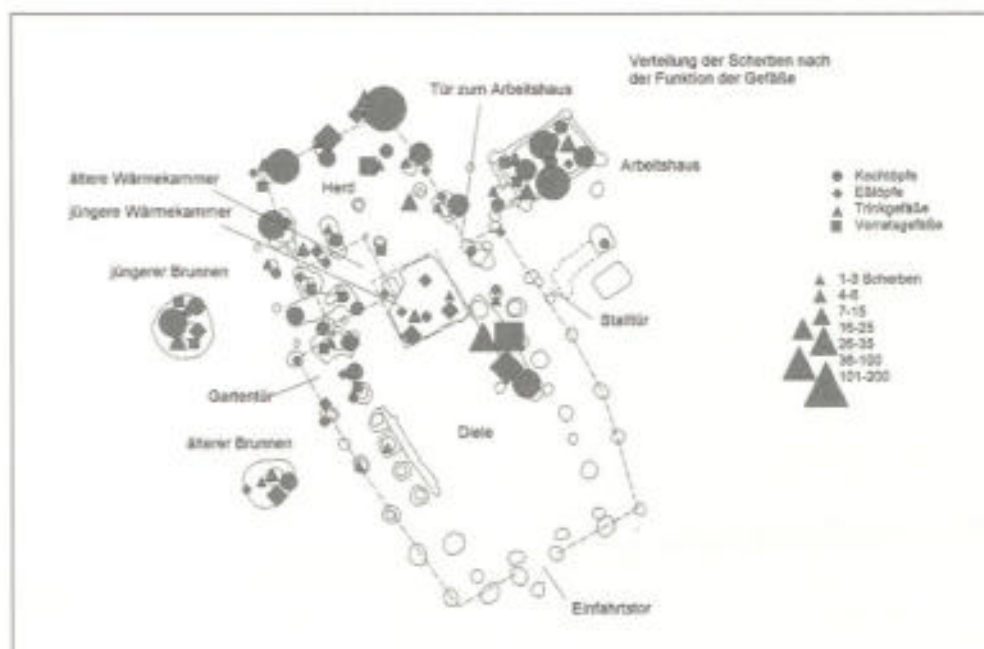 Verteilung der Scherben nach
der Funktion der Gefäße
Tür zum Arbeitshaus
Arbeitshaus
ältere Wärmekammer
Herd
jüngere Wärmekammer
jüngerer Brunnen
Kochtöpfe
Eßtöpfe
Trinkgefäße
Vorratsgefäße
1-3 Scherben
4-6
7-15
16-25
26-35
36-100
101-200
Stalltür
Gartentür
Diele
älterer Brunnen
Einfahrtstor